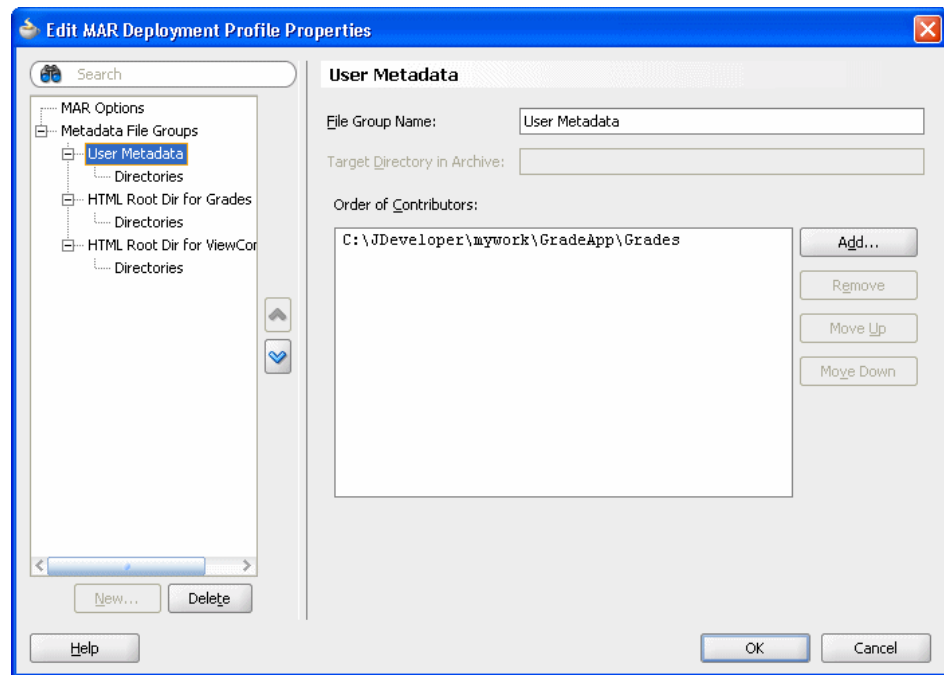 Edit MAR Deployment Profile Properties
Search
MAR Options
Metadata File Groups
User Metadata
Directories
HTML Root Dir for Grades
Directories
HTML Root Dir for ViewCor
Directories
New...
Delete
User Metadata
File Group Name:
User Metadata
Target Directory in Archive:
Order of Contributors:
C:\JDeveloper\mywork\GradeApp\Grades
Add...
Remove
Move Up
Move Down
Help
OK
Cancel